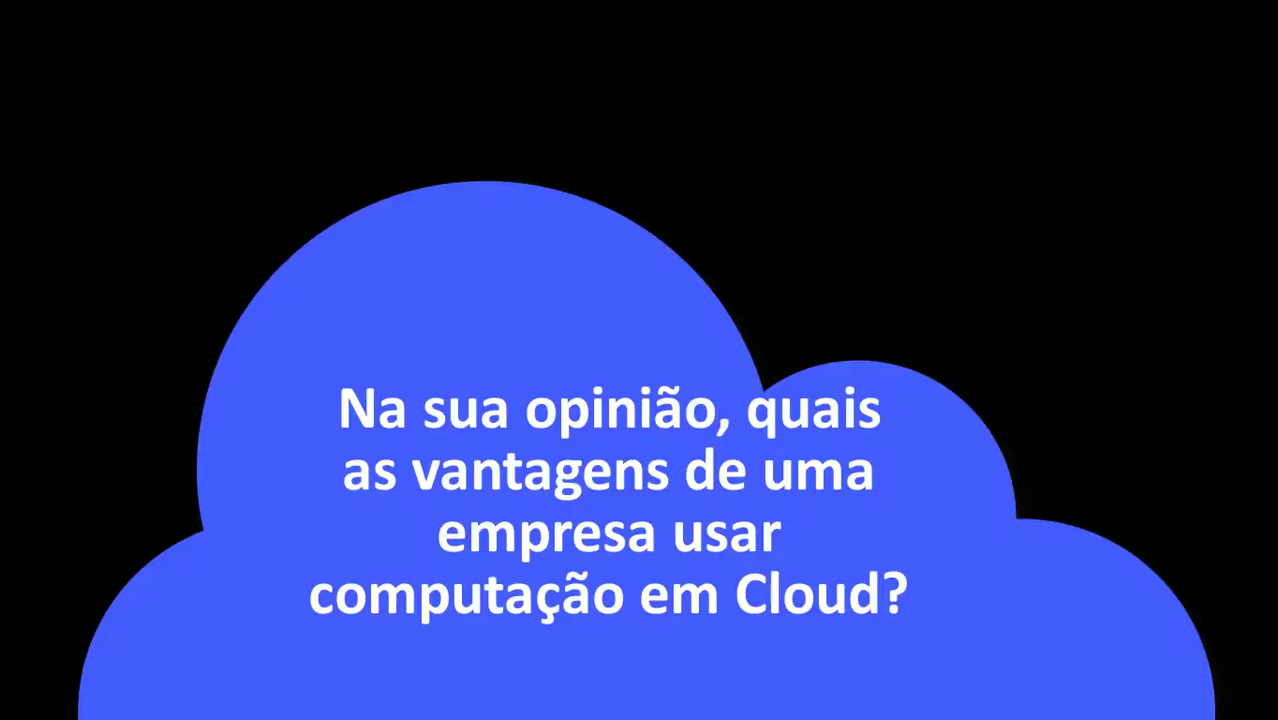 Na sua opinião, quais
as vantagens de uma
empresa usar
computação em Cloud?